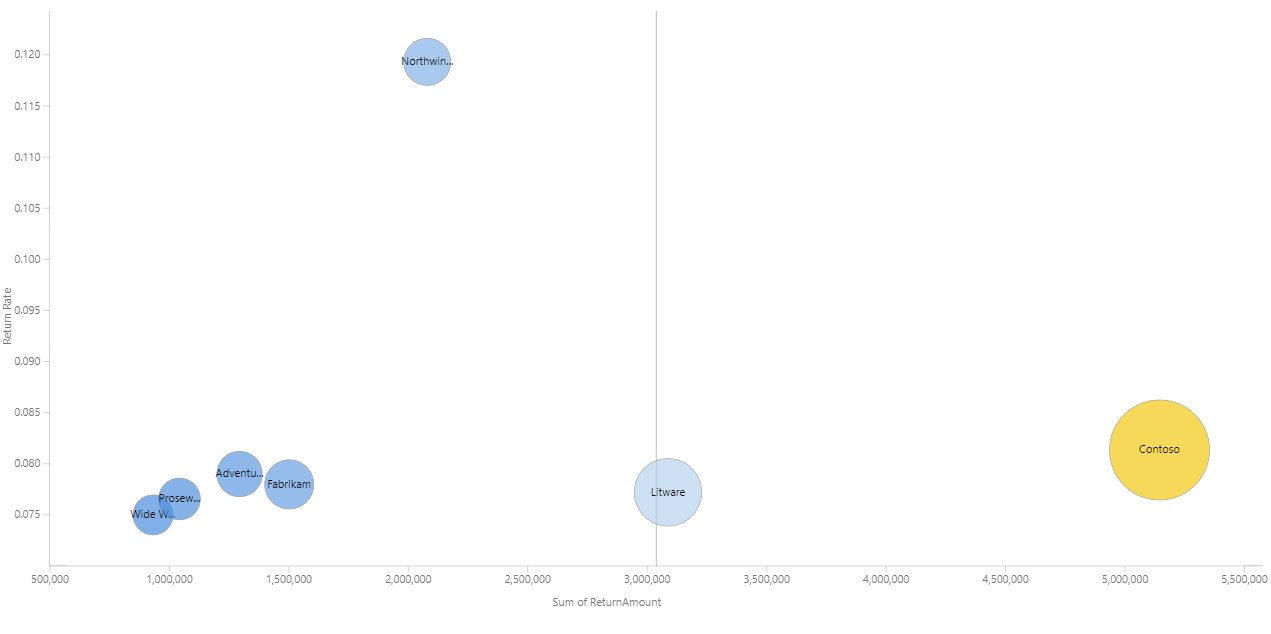 0.120
0.115
0.110
0.105
0.100
0.095
0.090
0.085
0.080
0.075
Return Rate
Northwin...
Contoso
Adventu...
Fabrikam
Litware
Prosew...
Wide W...
500,000
1,000,000
1,500,000
2,000,000
2,500,000
3,000,000
3,500,000
4,000,000
4,500,000
5,000,000
5,500,000
Sum of ReturnAmount